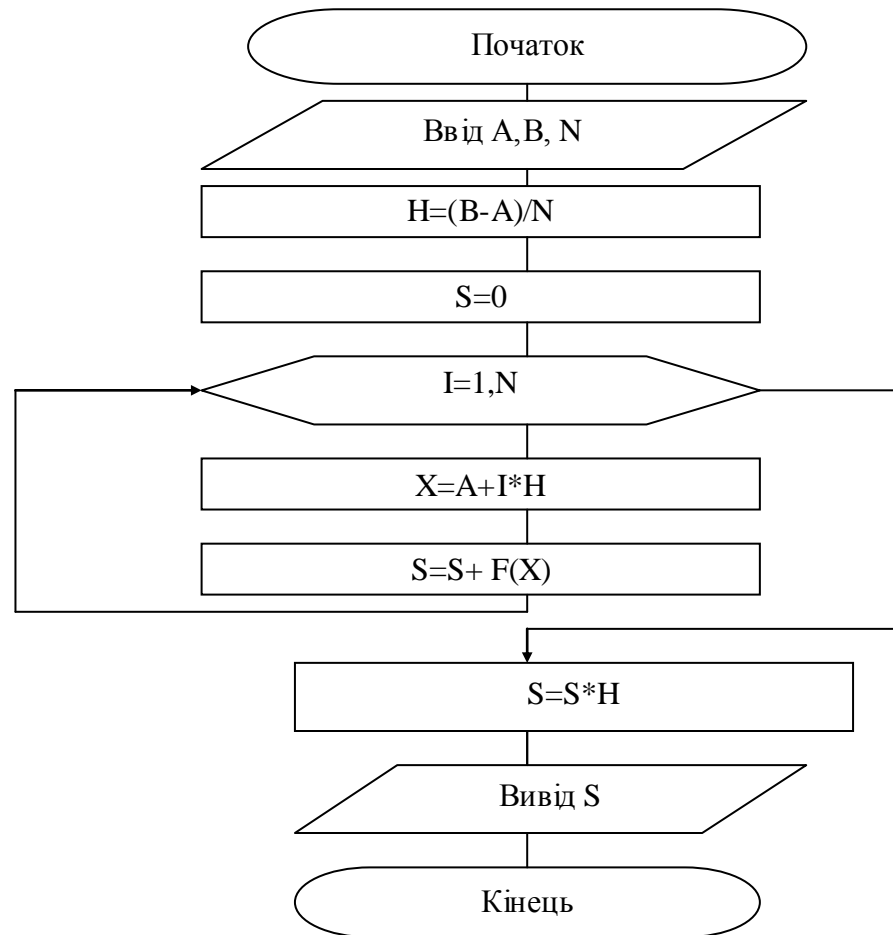 Початок
Ввід A,B, N
H=(B-A)/N
S=0
I=1,N
X=A+I*H
S=S+ F(X)
S=S*H
Вивід S
Кінець